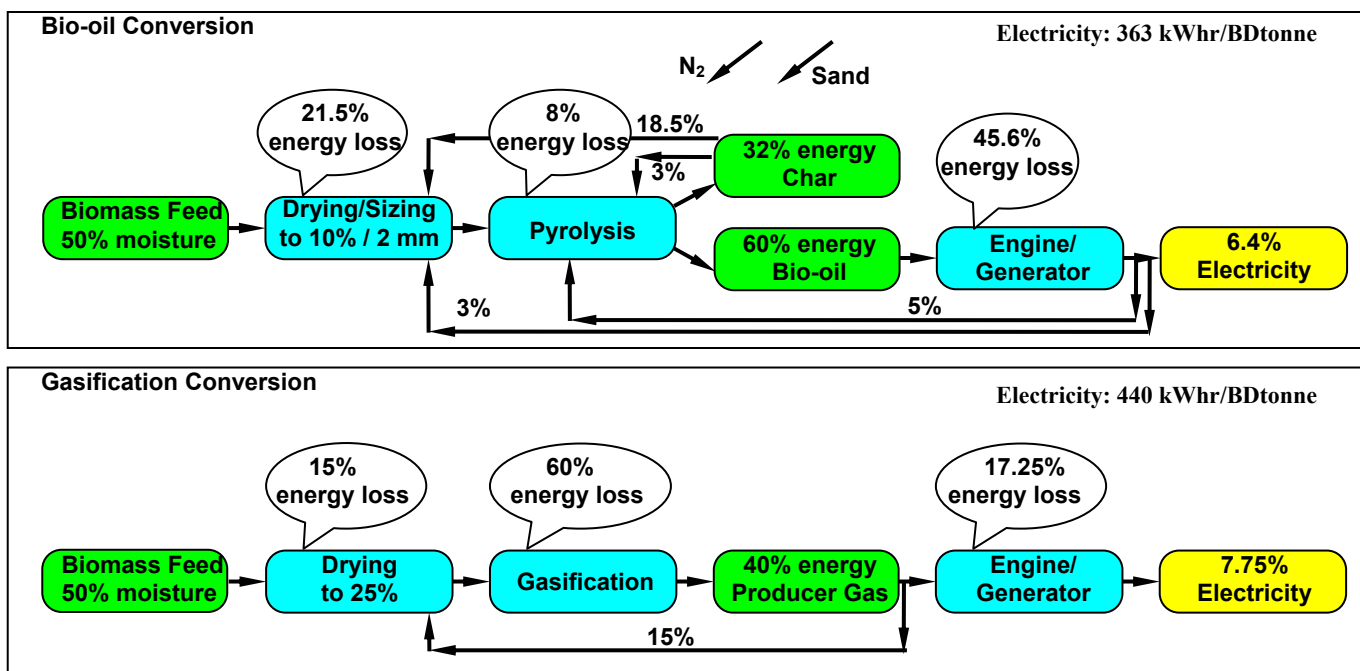 Bio-oil Conversion
Electricity: 363 kWhr/BDtonne
N2
Sand
21.5%
energy loss
8%
energy loss
18.5%
3%
32% energy
Char
45.6%
energy loss
Biomass Feed
50% moisture
Drying/Sizing
to 10% / 2 mm
Pyrolysis
60% energy
Bio-oil
Engine/
Generator
6.4%
Electricity
3%
5%
Gasification Conversion
Electricity: 440 kWhr/BDtonne
15%
energy loss
60%
energy loss
17.25%
energy loss
Biomass Feed
50% moisture
Drying
to 25%
Gasification
40% energy
Producer Gas
Engine/
Generator
7.75%
Electricity
15%